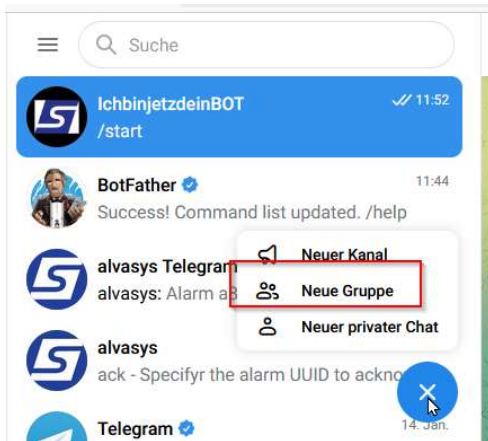 Suche
IchbinjetzdeinBOT 11:52
/start
BotFather 11:44
Success! Command list updated. /help
Neuer Kanal
alvasys Telegram
alvasys: Alarm a
Neue Gruppe
Neuer privater Chat
alvasys
ack - Specifyr the alarm UUID to ackno
Telegram 14. Jan.